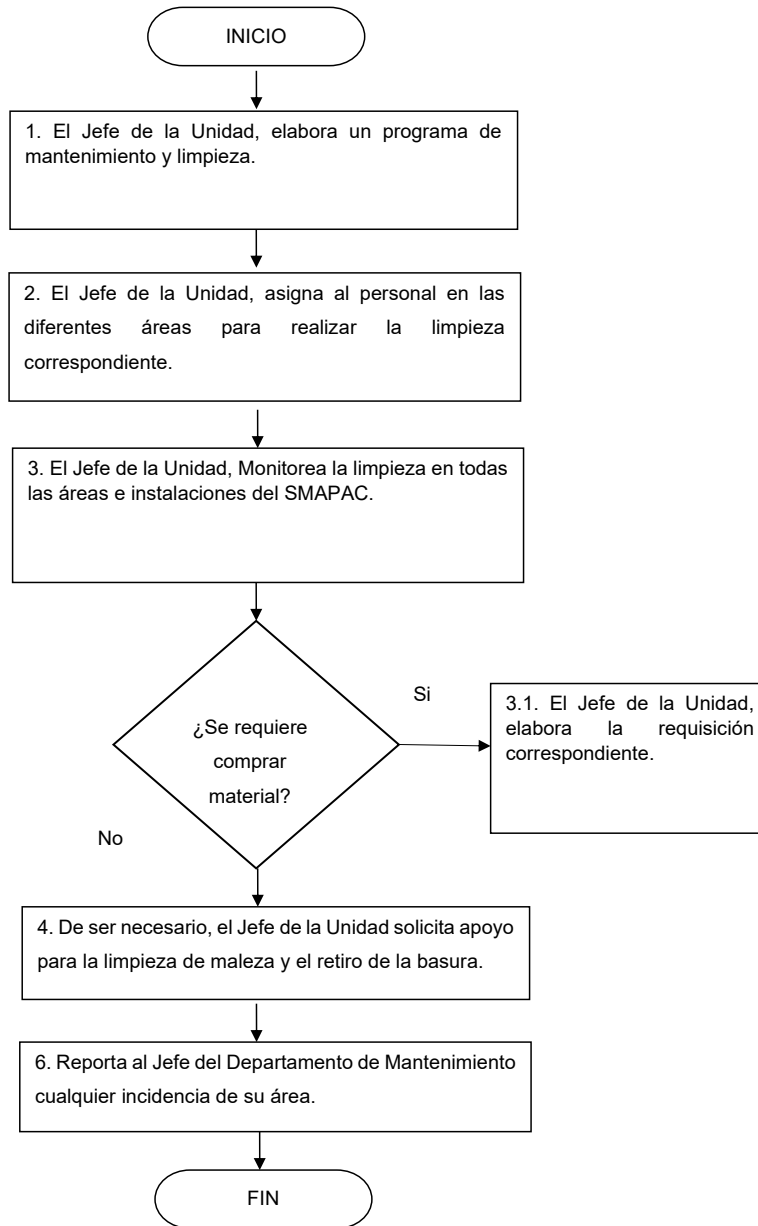 INICIO
1. El Jefe de la Unidad, elabora un programa de
mantenimiento y limpieza.
2. El Jefe de la Unidad, asigna al personal en las
diferentes áreas para realizar la limpieza
correspondiente.
3. El Jefe de la Unidad, Monitorea la limpieza en todas
las áreas e instalaciones del SMAPAC.
¿Se requiere
comprar
material?
Si
3.1. El Jefe de la Unidad,
elabora la requisición
correspondiente.
No
4. De ser necesario, el Jefe de la Unidad solicita apoyo
para la limpieza de maleza y el retiro de la basura.
6. Reporta al Jefe del Departamento de Mantenimiento
cualquier incidencia de su área.
FIN